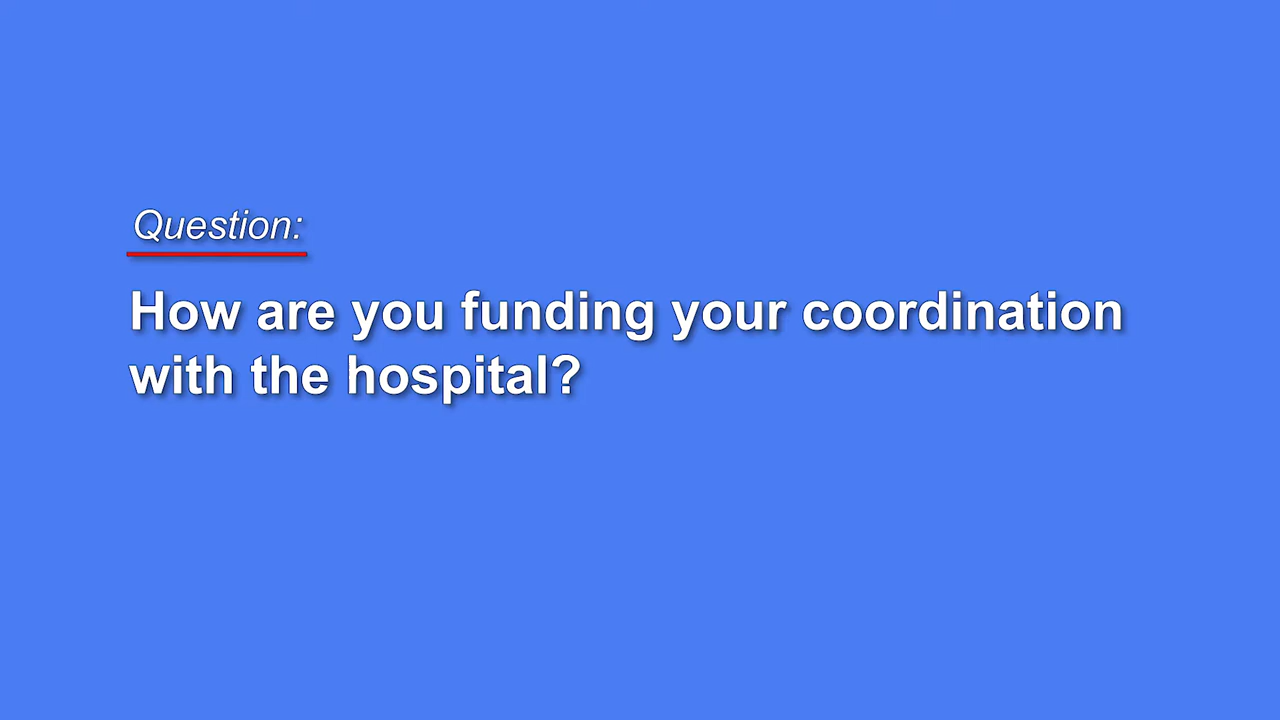 Question:
How are you funding your coordination
with the hospital?